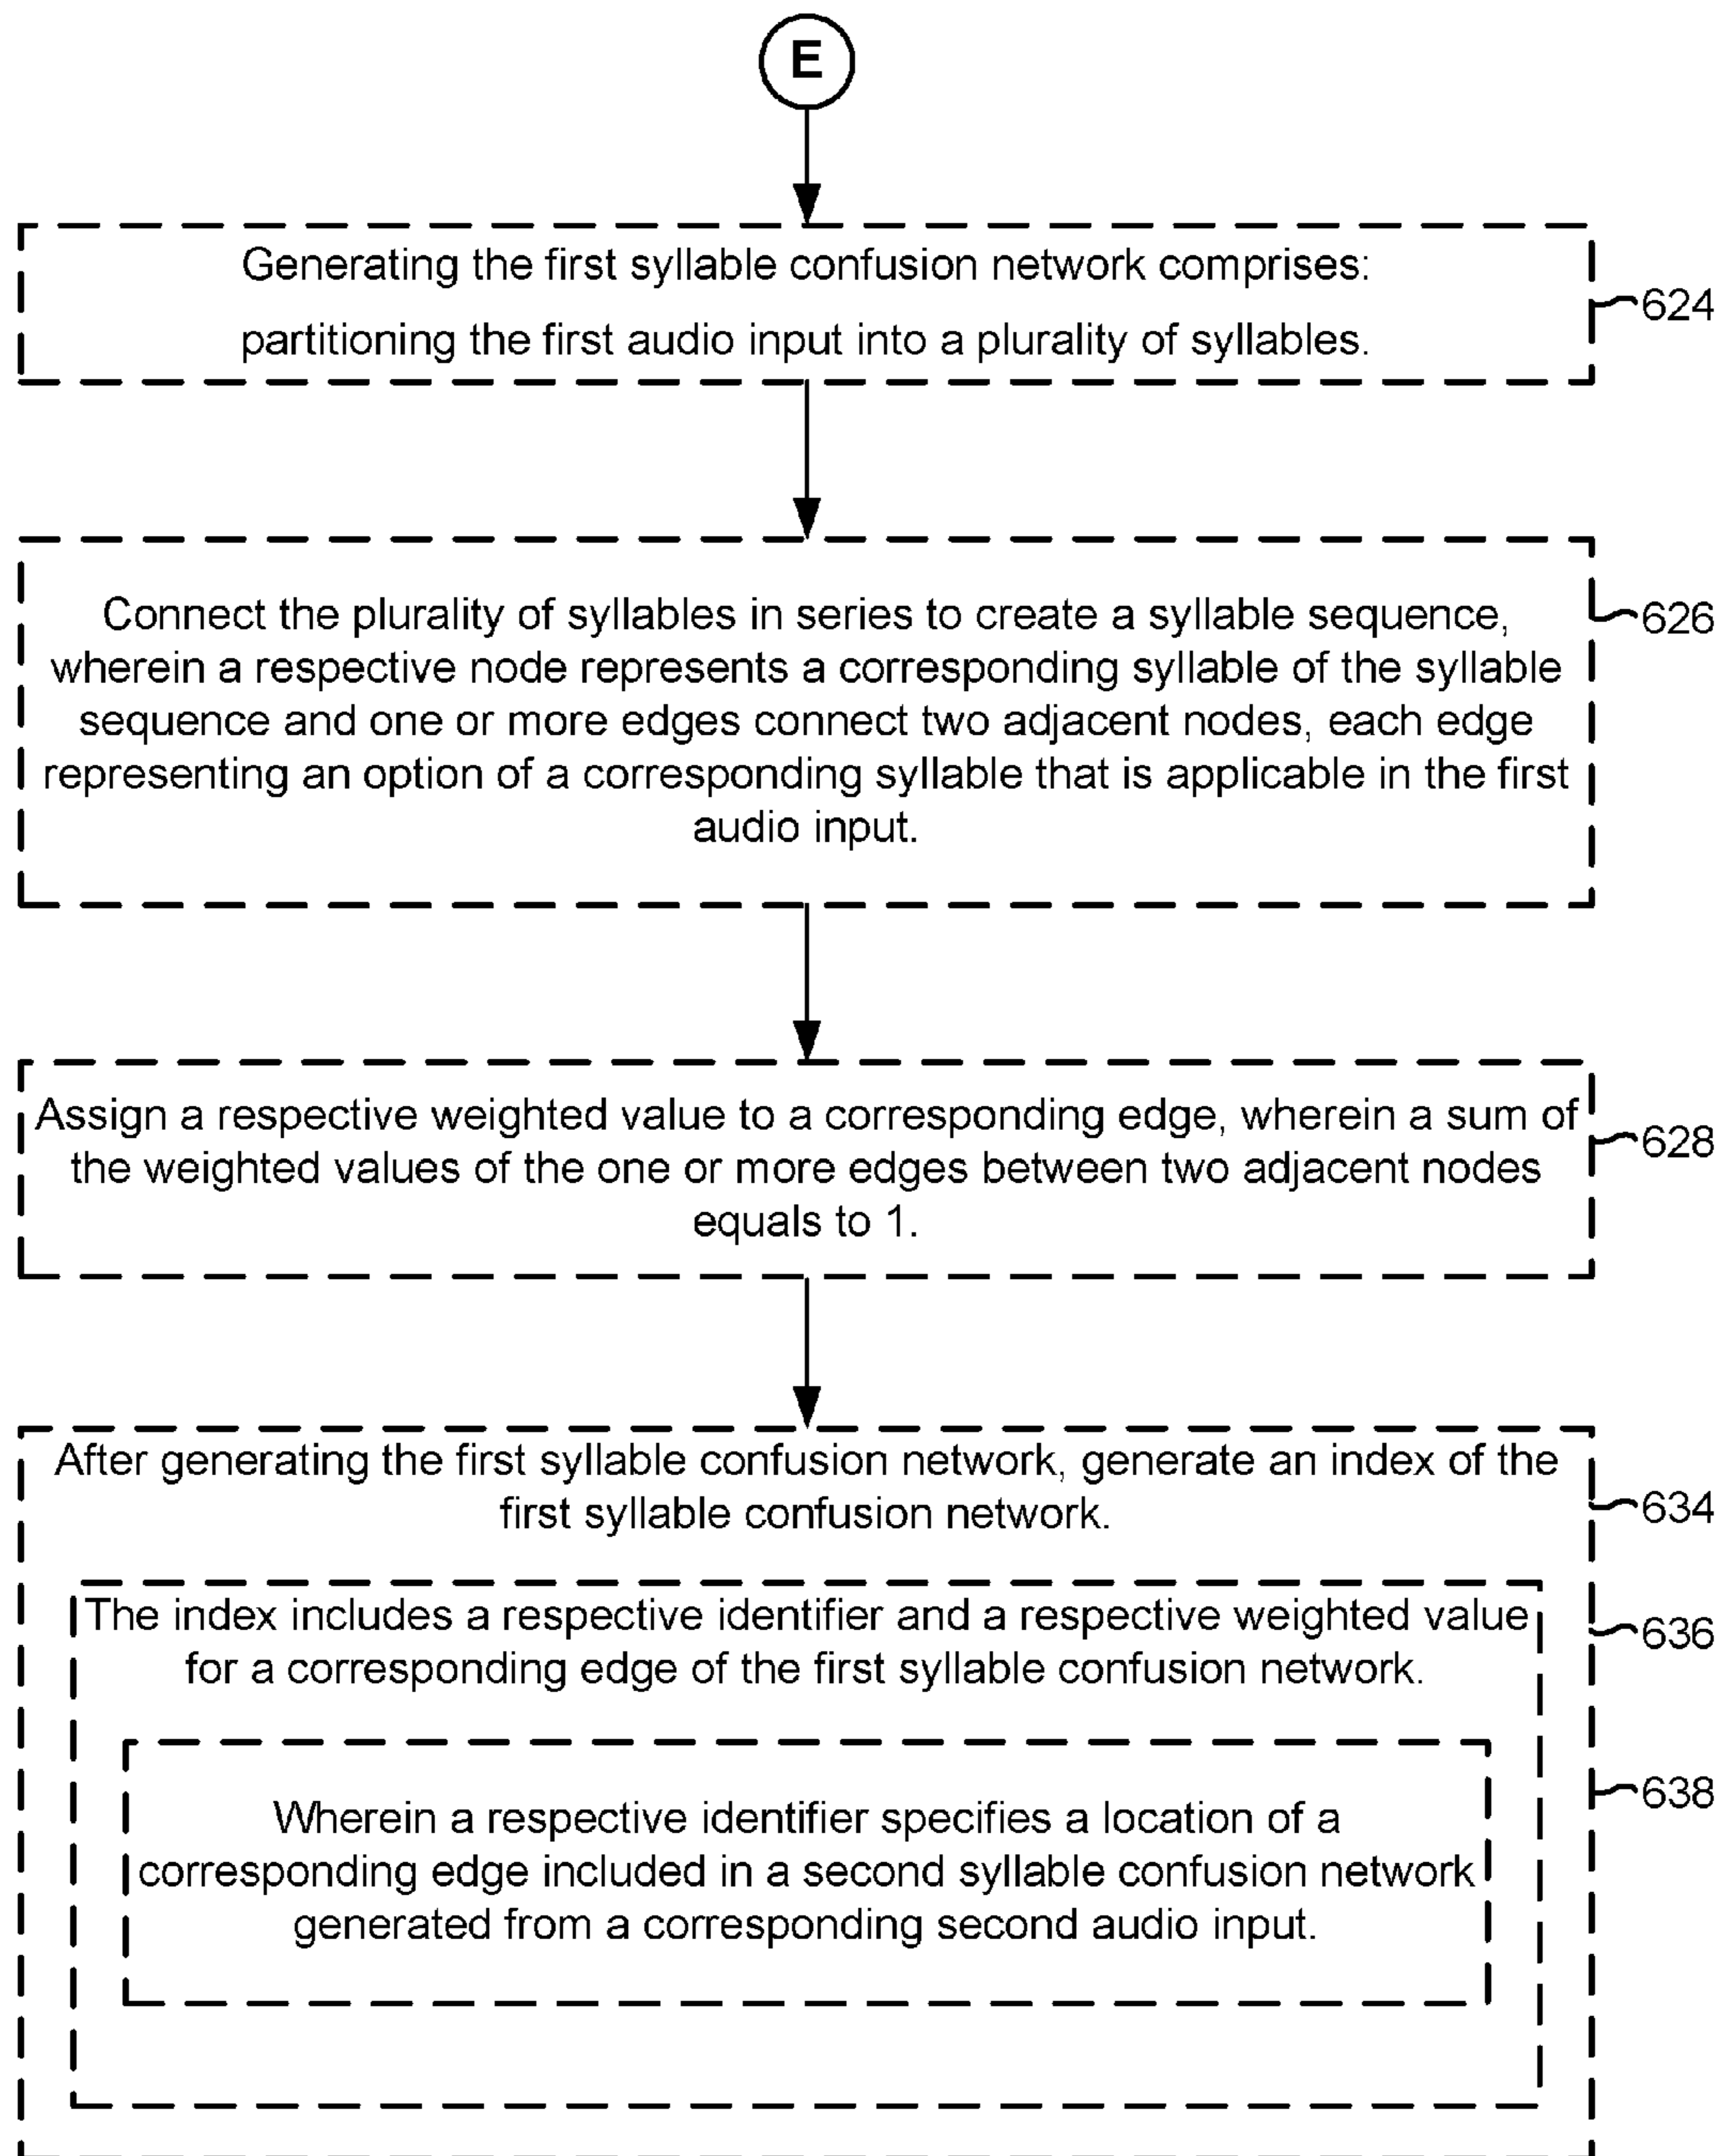 E
Generating the first syllable confusion network comprises:
partitioning the first audio input into a plurality of syllables.
624
Connect the plurality of syllables in series to create a syllable sequence,
wherein a respective node represents a corresponding syllable of the syllable
sequence and one or more edges connect two adjacent nodes, each edge
representing an option of a corresponding syllable that is applicable in the first
audio input.
626
Assign a respective weighted value to a corresponding edge, wherein a sum of
the weighted values of the one or more edges between two adjacent nodes
equals to 1.
628
After generating the first syllable confusion network, generate an index of the
first syllable confusion network.
634
The index includes a respective identifier and a respective weighted value
for a corresponding edge of the first syllable confusion network.
636
Wherein a respective identifier specifies a location of a
corresponding edge included in a second syllable confusion network
generated from a corresponding second audio input.
638